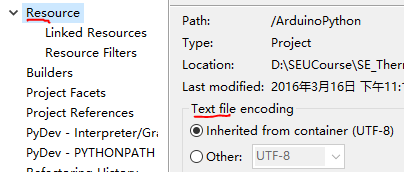 Resource
Linked Resources
Resource Filters
Builders
Project Facets
Project References
PyDev - Interpreter/Gra
PyDev - PYTHONPATH
Refactoring History
Path: /ArduinoPython
Type: Project
Location: D:\SEUCourse\SE_Ther
Last modified: 2016年3月16日 下午11:1
Text file encoding
Inherited from container (UTF-8)
Other: UTF-8